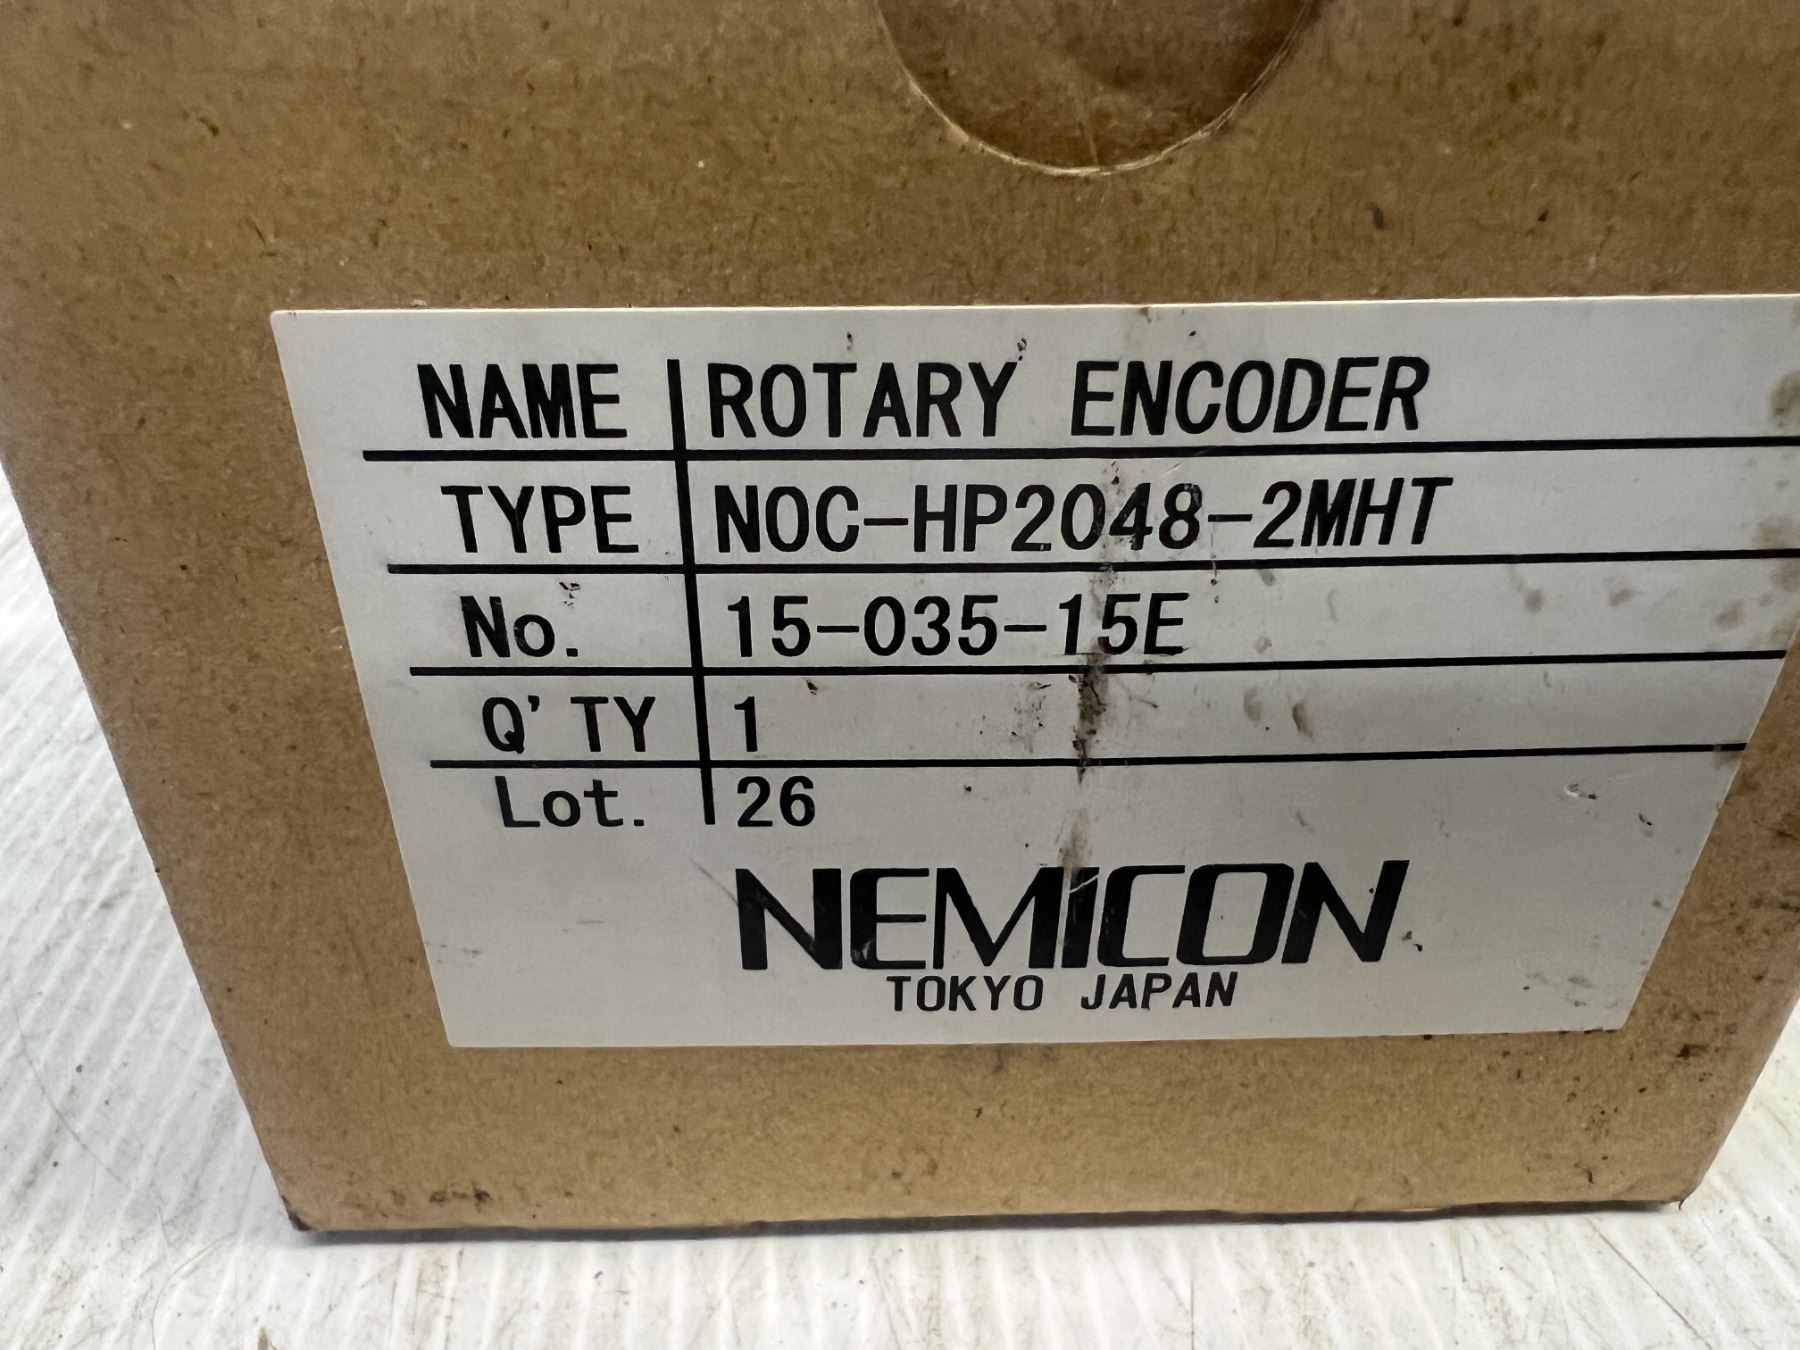 NAME ROTARY ENCODER
TYPE NOC-HP2048-2MHT
No. 15-035-15E
Q'TY 1
Lot. 26
NEMICON
TOKYO JAPAN